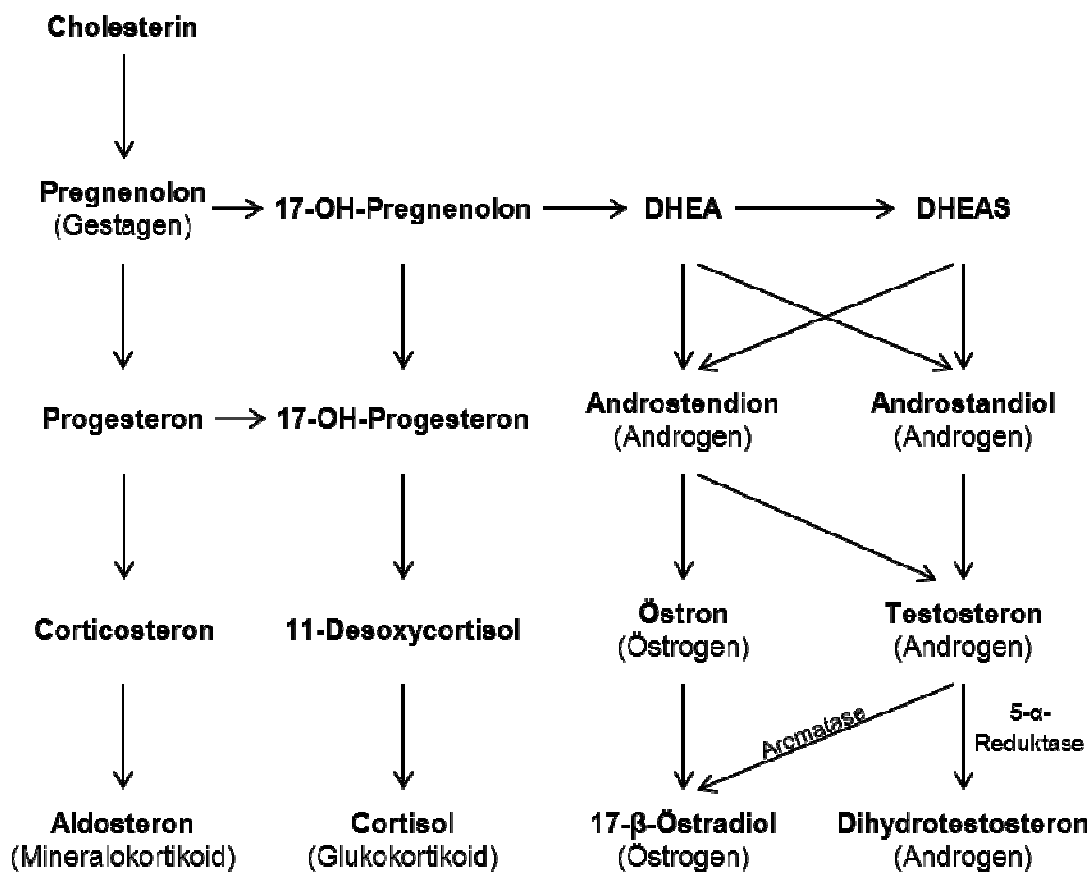 Cholesterin
Pregnenolon
(Gestagen)
17-OH-Pregnenolon
DHEA
DHEAS
Progesteron
17-OH-Progesteron
Androstendion
(Androgen)
Androstandiol
(Androgen)
Corticosteron
11-Desoxycortisol
Östron
(Östrogen)
Testosteron
(Androgen)
Aromatase
5-α-
Reduktase
Aldosteron
(Mineralokortikoid)
Cortisol
(Glukokortikoid)
17-β-Östradiol
(Östrogen)
Dihydrotestosteron
(Androgen)